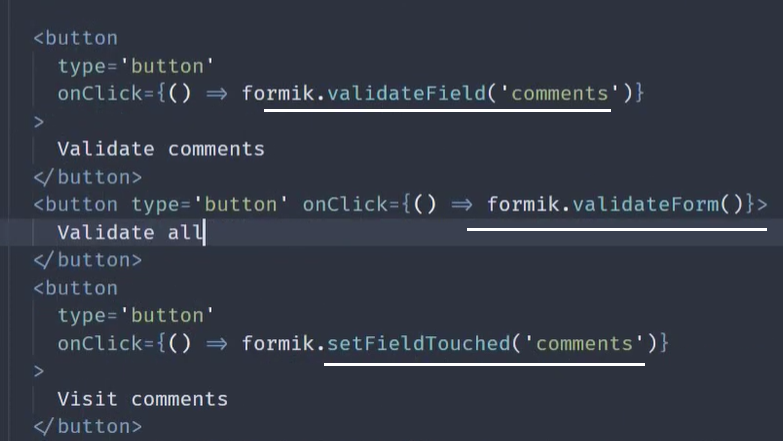 <button
type='button'
onClick={() => formik.validateField('comments')}
>
Validate comments
</button>
<button type='button' onClick={() => formik.validateForm()}>
Validate all
</button>
<button
type='button'
onClick={() => formik.setFieldTouched('comments')}
>
Visit comments
</button>